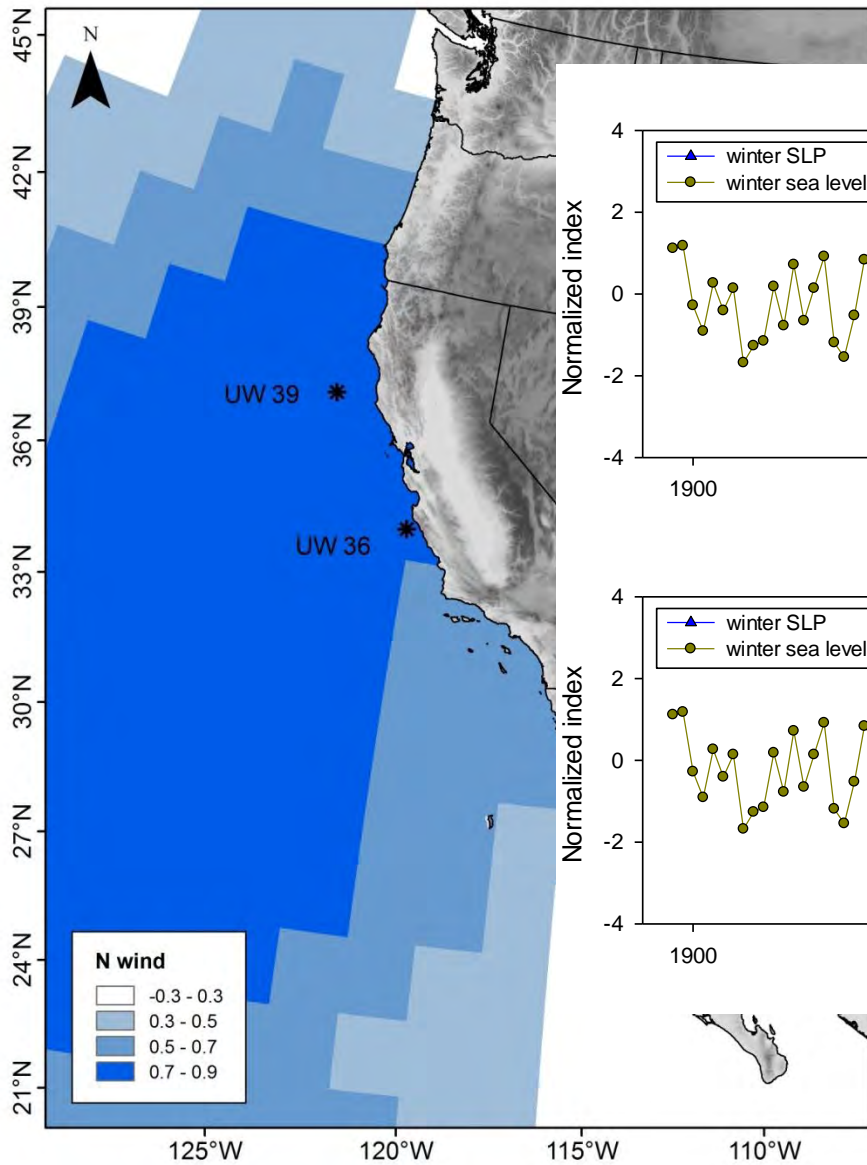 N
45°N
42°N
39°N
36°N
33°N
30°N
27°N
24°N
21°N
UW 39
UW 36
N wind
-0.3 - 0.3
0.3 - 0.5
0.5 - 0.7
0.7 - 0.9
125°W
120°W
115°W
110°W
Normalized index
4
2
0
-2
-4
winter SLP
winter sea level
1900
Normalized index
4
2
0
-2
-4
winter SLP
winter sea level
1900